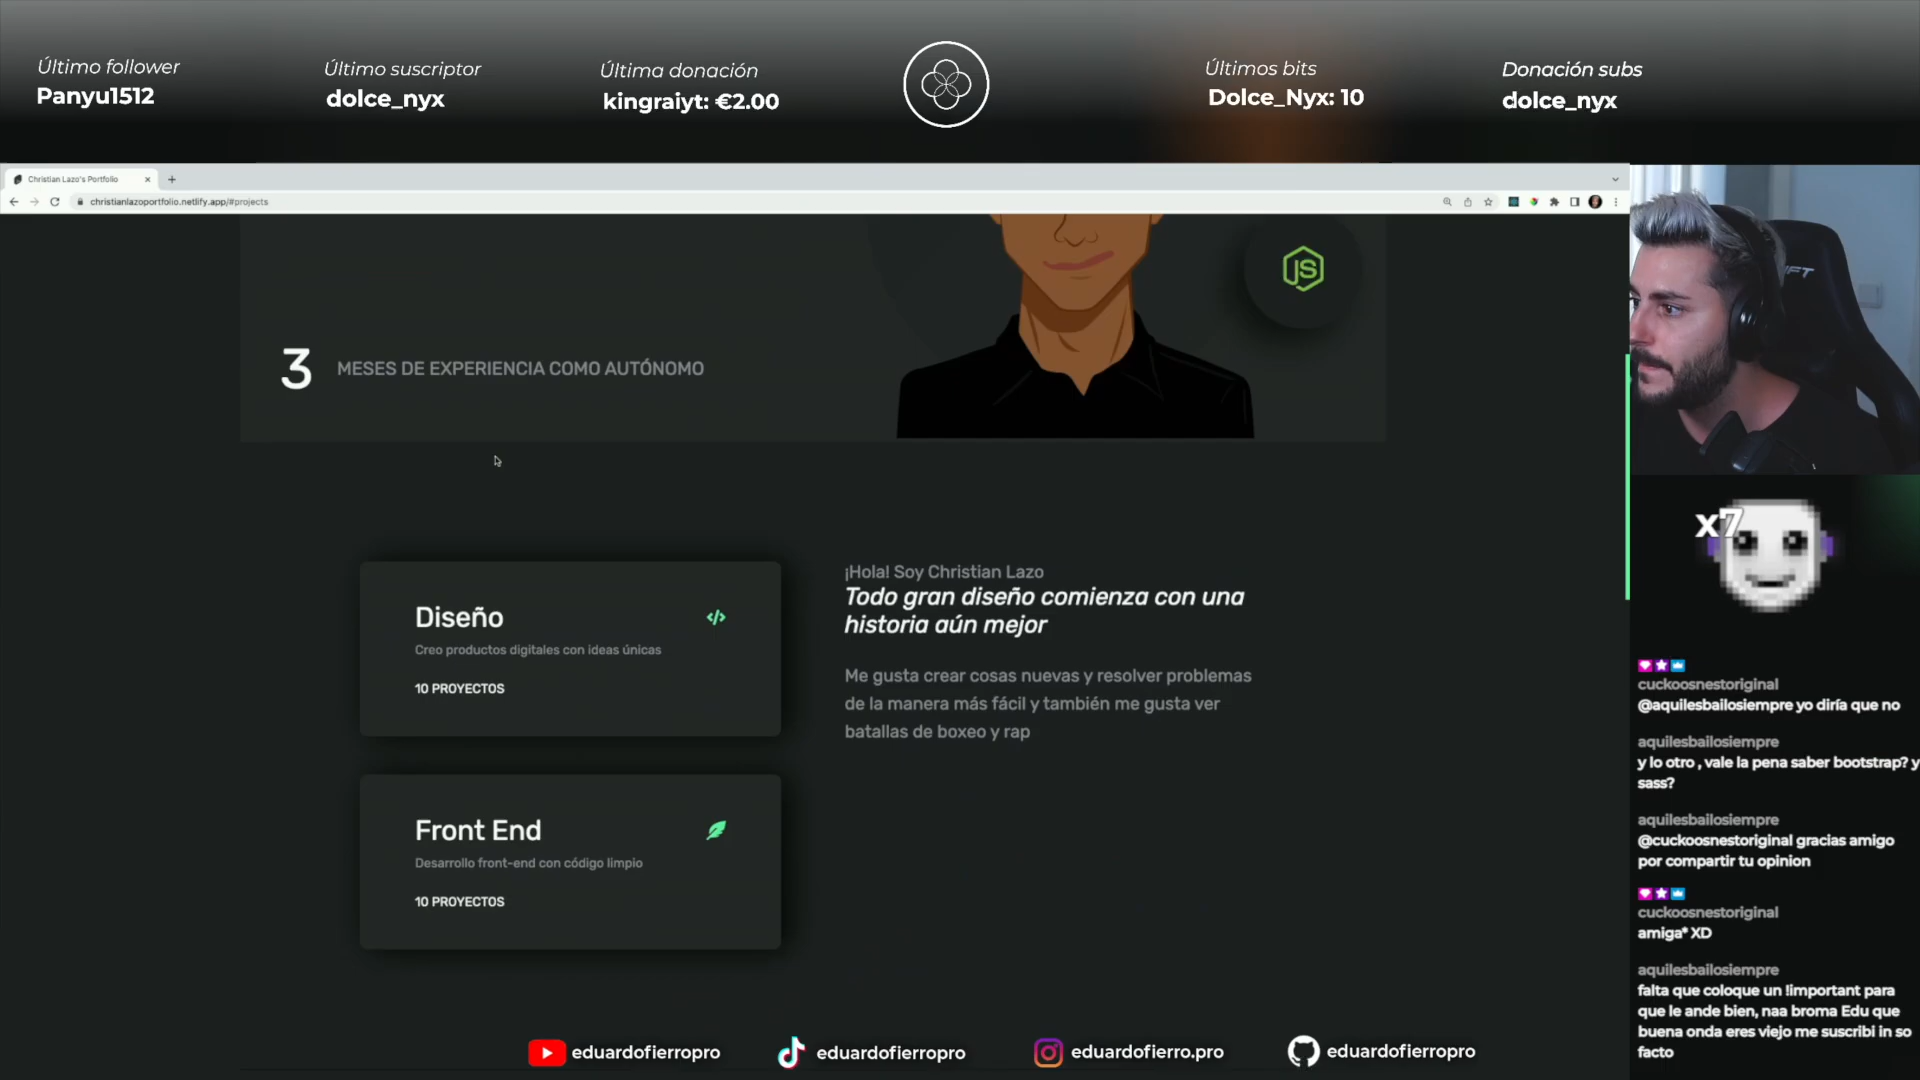 Último follower
Panyu1512
Último suscriptor
dolce_nyx
Última donación
kingraiyt: €2.00
Últimos bits
Dolce_Nyx: 10
Donación subs
dolce_nyx
Christian Lazo's Portfolio
christianlazoportfolio.netlify.app/#projects
JS
3
MESES DE EXPERIENCIA COMO AUTÓNOMO
Diseño
Creo productos digitales con ideas únicas
10 PROYECTOS
Front End
Desarrollo front-end con código limpio
10 PROYECTOS
¡Hola! Soy Christian Lazo
Todo gran diseño comienza con una
historia aún mejor
Me gusta crear cosas nuevas y resolver problemas
de la manera más fácil y también me gusta ver
batallas de boxeo y rap
x7
cuckoosnestoriginal
@aquilesbailosiempre yo diría que no
aquilesbailosiempre
y lo otro , vale la pena saber bootstrap? y
sass?
aquilesbailosiempre
@cuckoosnestoriginal gracias amigo
por compartir tu opinion
cuckoosnestoriginal
amiga* XD
aquilesbailosiempre
falta que coloque un !important para
que le ande bien, naa broma Edu que
buena onda eres viejo me suscribi in so
facto
eduardofierropro
eduardofierropro
eduardofierro.pro
eduardofierropro